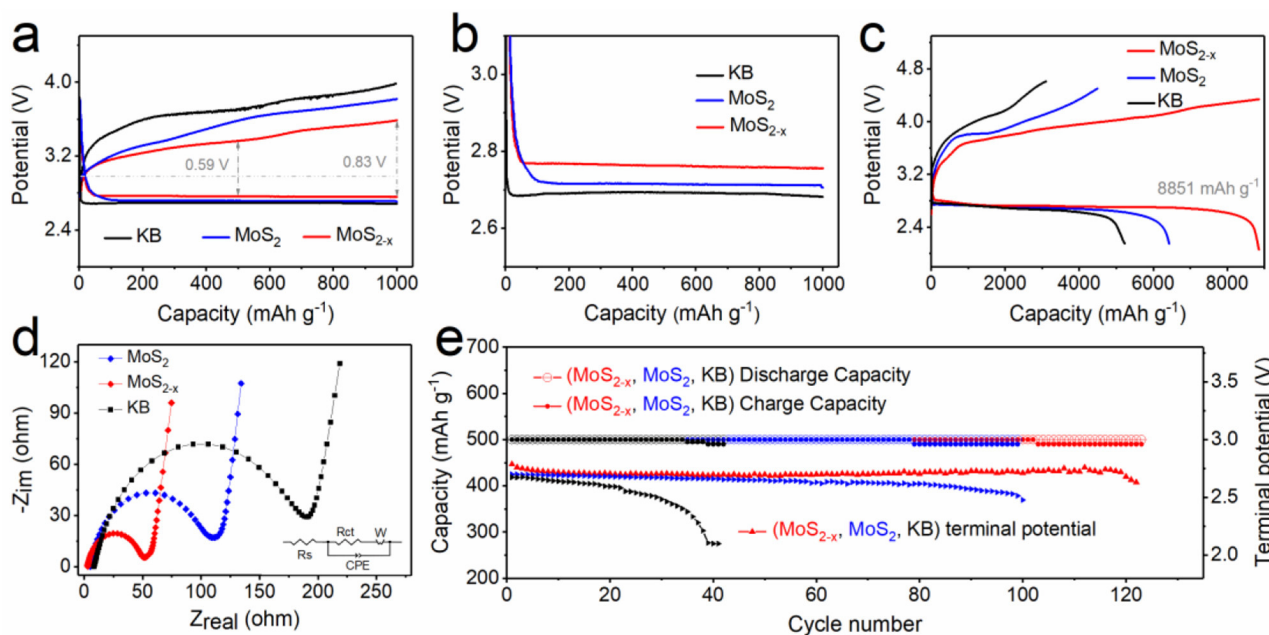 a
Potential (V)
4.0
3.2
2.4
0.59 V
0.83 V
KB
MoS2
MoS2-x
0 200 400 600 800 1000
Capacity (mAh g-1)
b
Potential (V)
3.0
2.8
2.6
KB
MoS2
MoS2-x
0 200 400 600 800 1000
Capacity (mAh g-1)
c
Potential (V)
4.8
4.0
3.2
2.4
MoS2-x
MoS2
KB
8851 mAh g-1
0 2000 4000 6000 8000
Capacity (mAh g-1)
d
-Zim (ohm)
120
90
60
30
0
MoS2
MoS2-x
KB
Rs
Rct
W
CPE
0 50 100 150 200 250
Zreal (ohm)
e
Capacity (mAh g-1)
700
600
500
400
300
200
(MoS2-x, MoS2, KB) Discharge Capacity
(MoS2-x, MoS2, KB) Charge Capacity
(MoS2-x, MoS2, KB) terminal potential
3.5
3.0
2.5
2.0
Terminal potential (V)
0 20 40 60 80 100 120
Cycle number